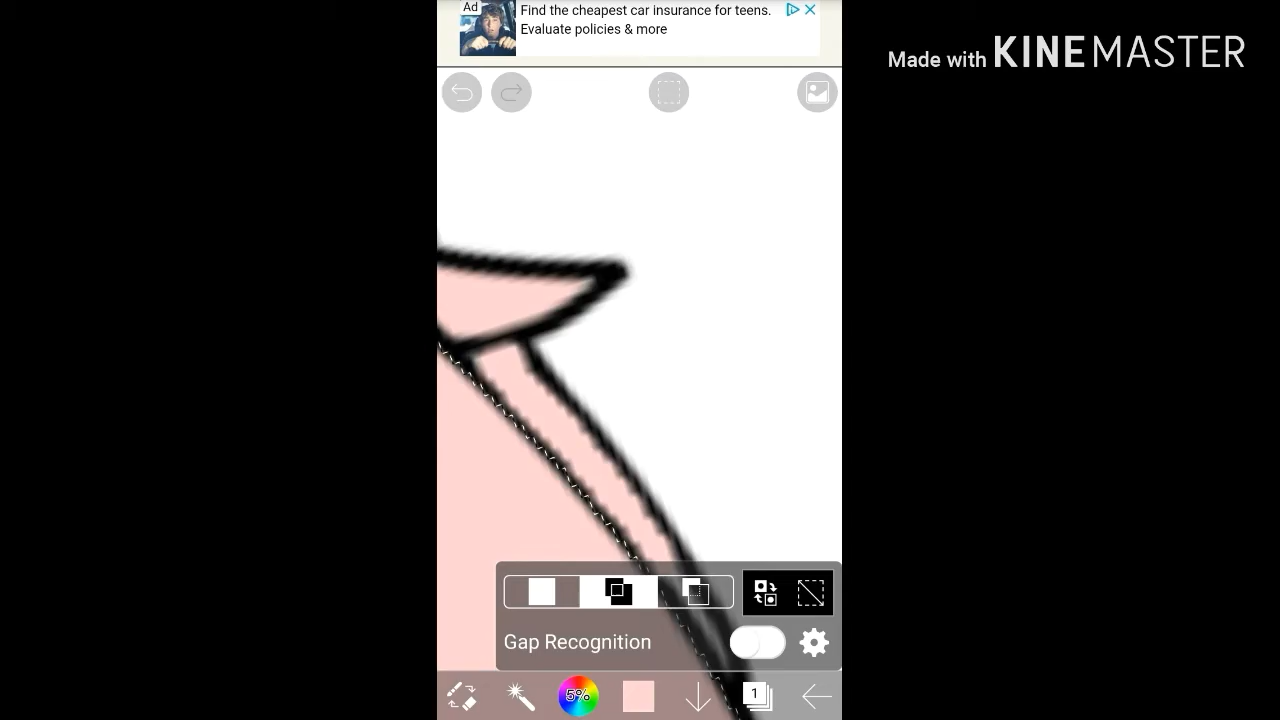 Ad
Find the cheapest car insurance for teens.
Evaluate policies & more
Made with KINEMASTER
Gap Recognition
5%
1